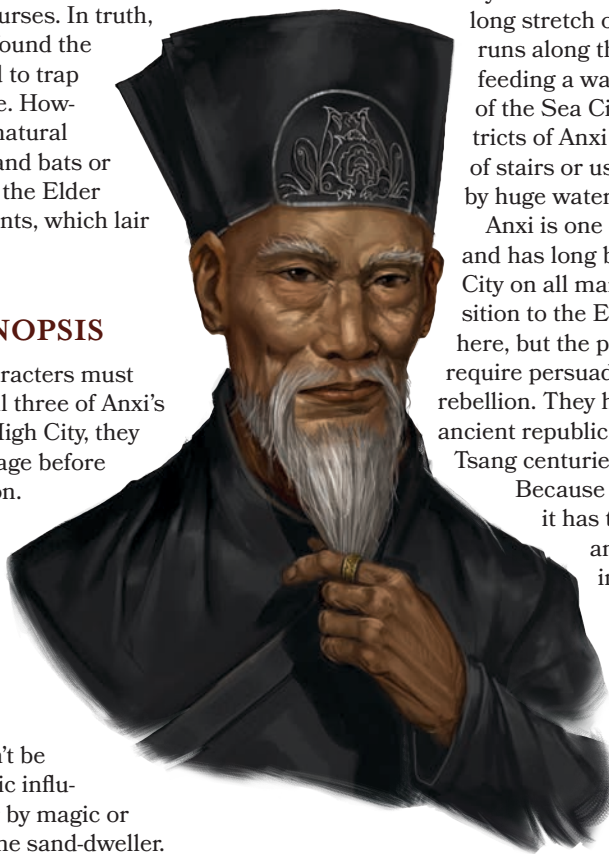 urses. In truth,
ound the
to trap
e. How-
natural
and bats or
the Elder
nts, which lair
NOPSIS
racters must
l three of Anxi's
High City, they
age before
on.
n't be
ic influ-
by magic or
ne sand-dweller.
long stretch o
runs along th
feeding a wa
of the Sea Ci
tricts of Anxi
of stairs or us
by huge water
Anxi is one
and has long b
City on all mar
sition to the E
here, but the p
require persuad
rebellion. They h
ancient republic
Tsang centurie
Because
it has t
an
in